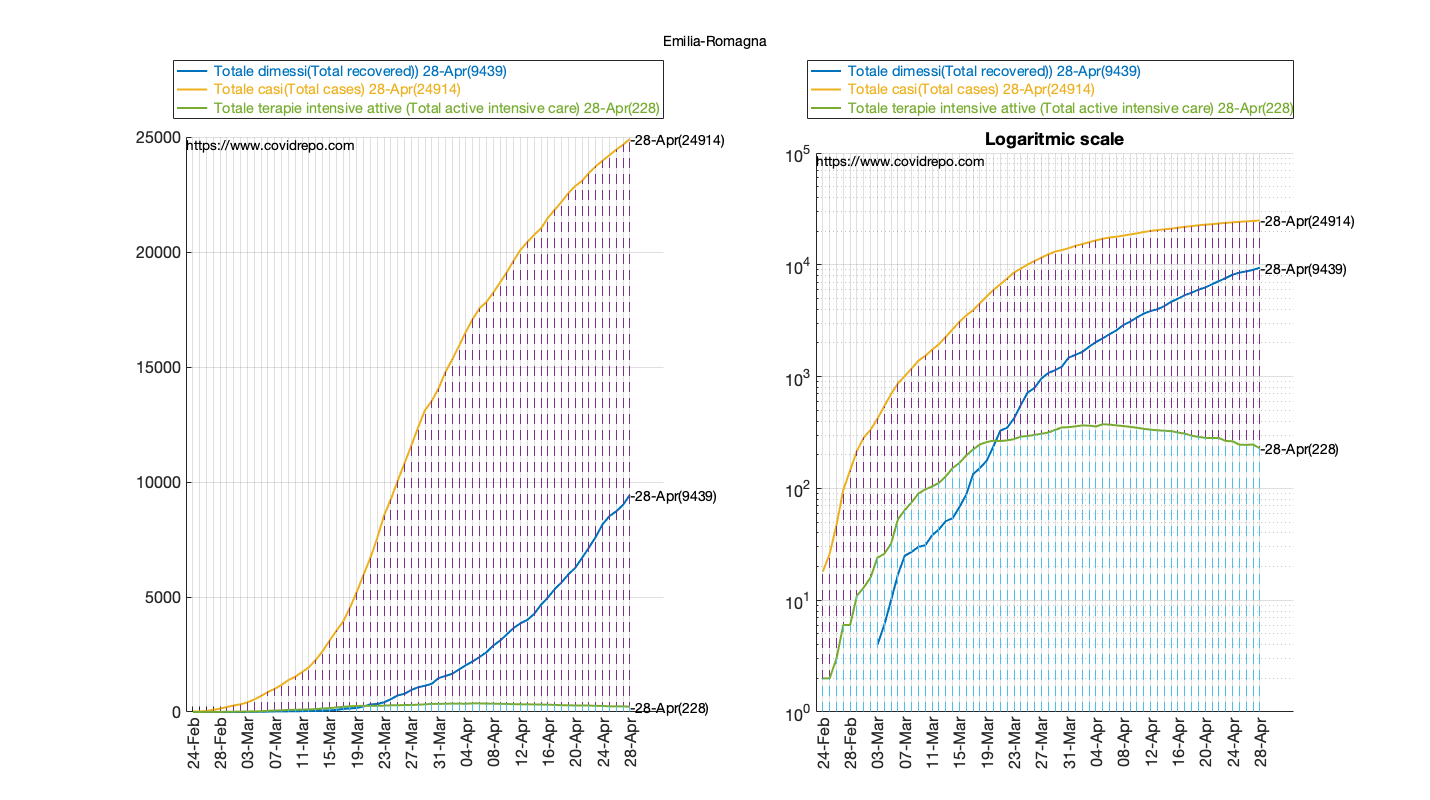 Emilia-Romagna
Totale dimessi(Total recovered)) 28-Apr(9439)
Totale casi(Total cases) 28-Apr(24914)
Totale terapie intensive attive (Total active intensive care) 28-Apr(228)
25000
20000
15000
10000
5000
0
https://www.covidrepo.com
-28-Apr(24914)
-28-Apr(9439)
-28-Apr(228)
24-Feb
28-Feb
03-Mar
07-Mar
11-Mar
15-Mar
19-Mar
23-Mar
27-Mar
31-Mar
04-Apr
08-Apr
12-Apr
16-Apr
20-Apr
24-Apr
28-Apr
Totale dimessi(Total recovered)) 28-Apr(9439)
Totale casi(Total cases) 28-Apr(24914)
Totale terapie intensive attive (Total active intensive care) 28-Apr(228)
Logaritmic scale
10^5
10^4
10^3
10^2
10^1
10^0
https://www.covidrepo.com
-28-Apr(24914)
-28-Apr(9439)
-28-Apr(228)
24-Feb
28-Feb
03-Mar
07-Mar
11-Mar
15-Mar
19-Mar
23-Mar
27-Mar
31-Mar
04-Apr
08-Apr
12-Apr
16-Apr
20-Apr
24-Apr
28-Apr